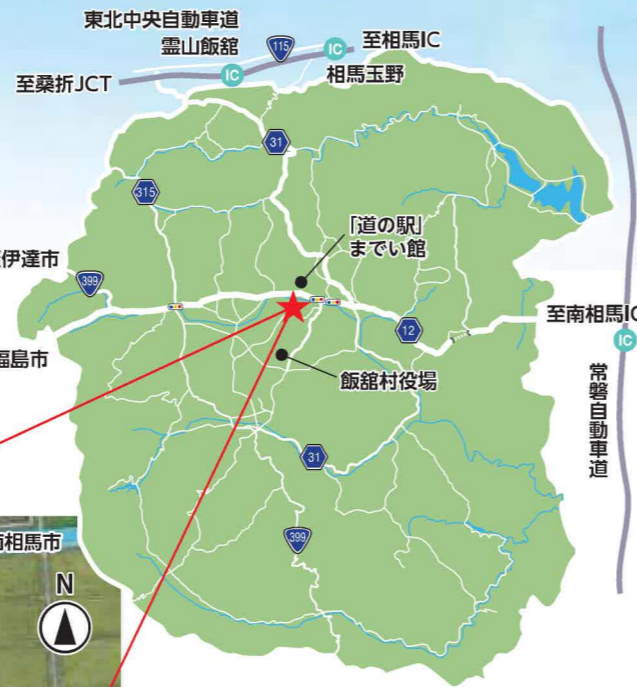 東北中央自動車道
霊山飯舘
115
IC
至相馬IC
至桑折JCT
IC
相馬玉野
31
315
「道の駅」
までい館
伊達市
399
12
至南相馬IC
IC
福島市
飯舘村役場
常磐自動車道
31
399
南相馬市
N